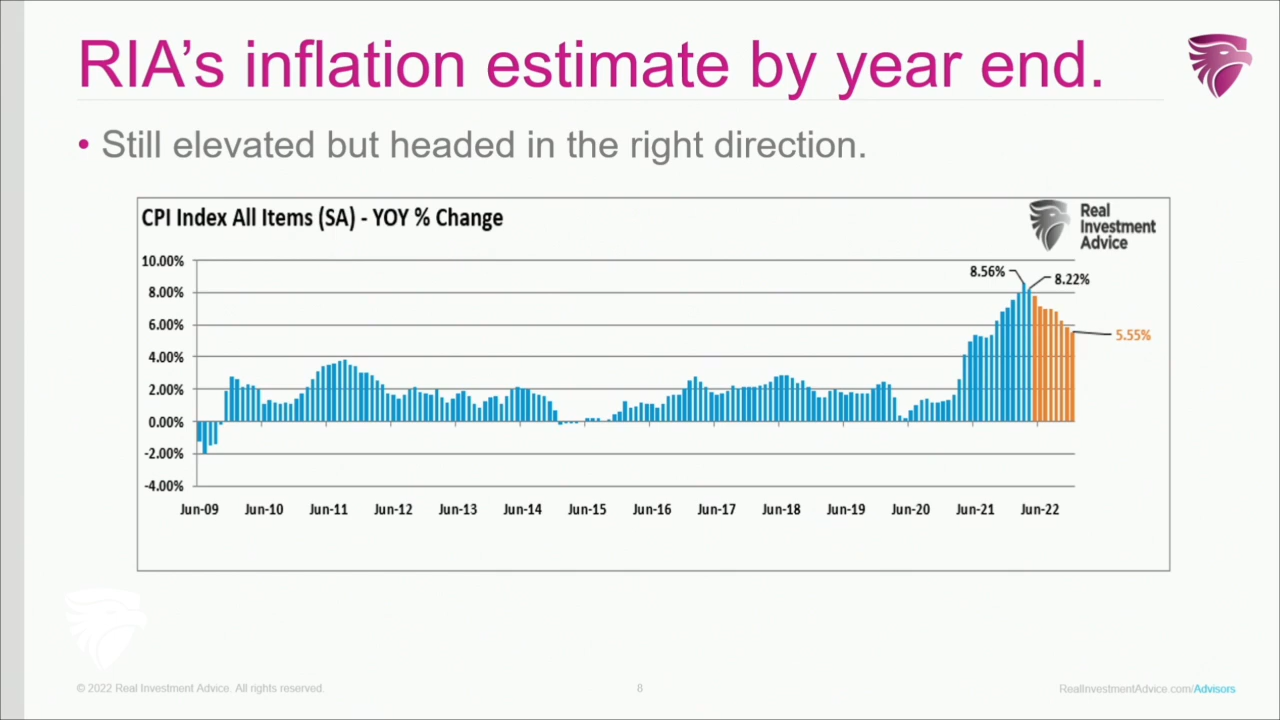 RIA’s inflation estimate by year end.
• Still elevated but headed in the right direction.
CPI Index All Items (SA) - YOY % Change
Real
Investment
Advice
10.00%
8.00%
6.00%
4.00%
2.00%
0.00%
-2.00%
-4.00%
8.56%
8.22%
5.55%
Jun-09 Jun-10 Jun-11 Jun-12 Jun-13 Jun-14 Jun-15 Jun-16 Jun-17 Jun-18 Jun-19 Jun-20 Jun-21 Jun-22
© 2022 Real Investment Advice. All rights reserved.
8
RealInvestmentAdvice.com/Advisors